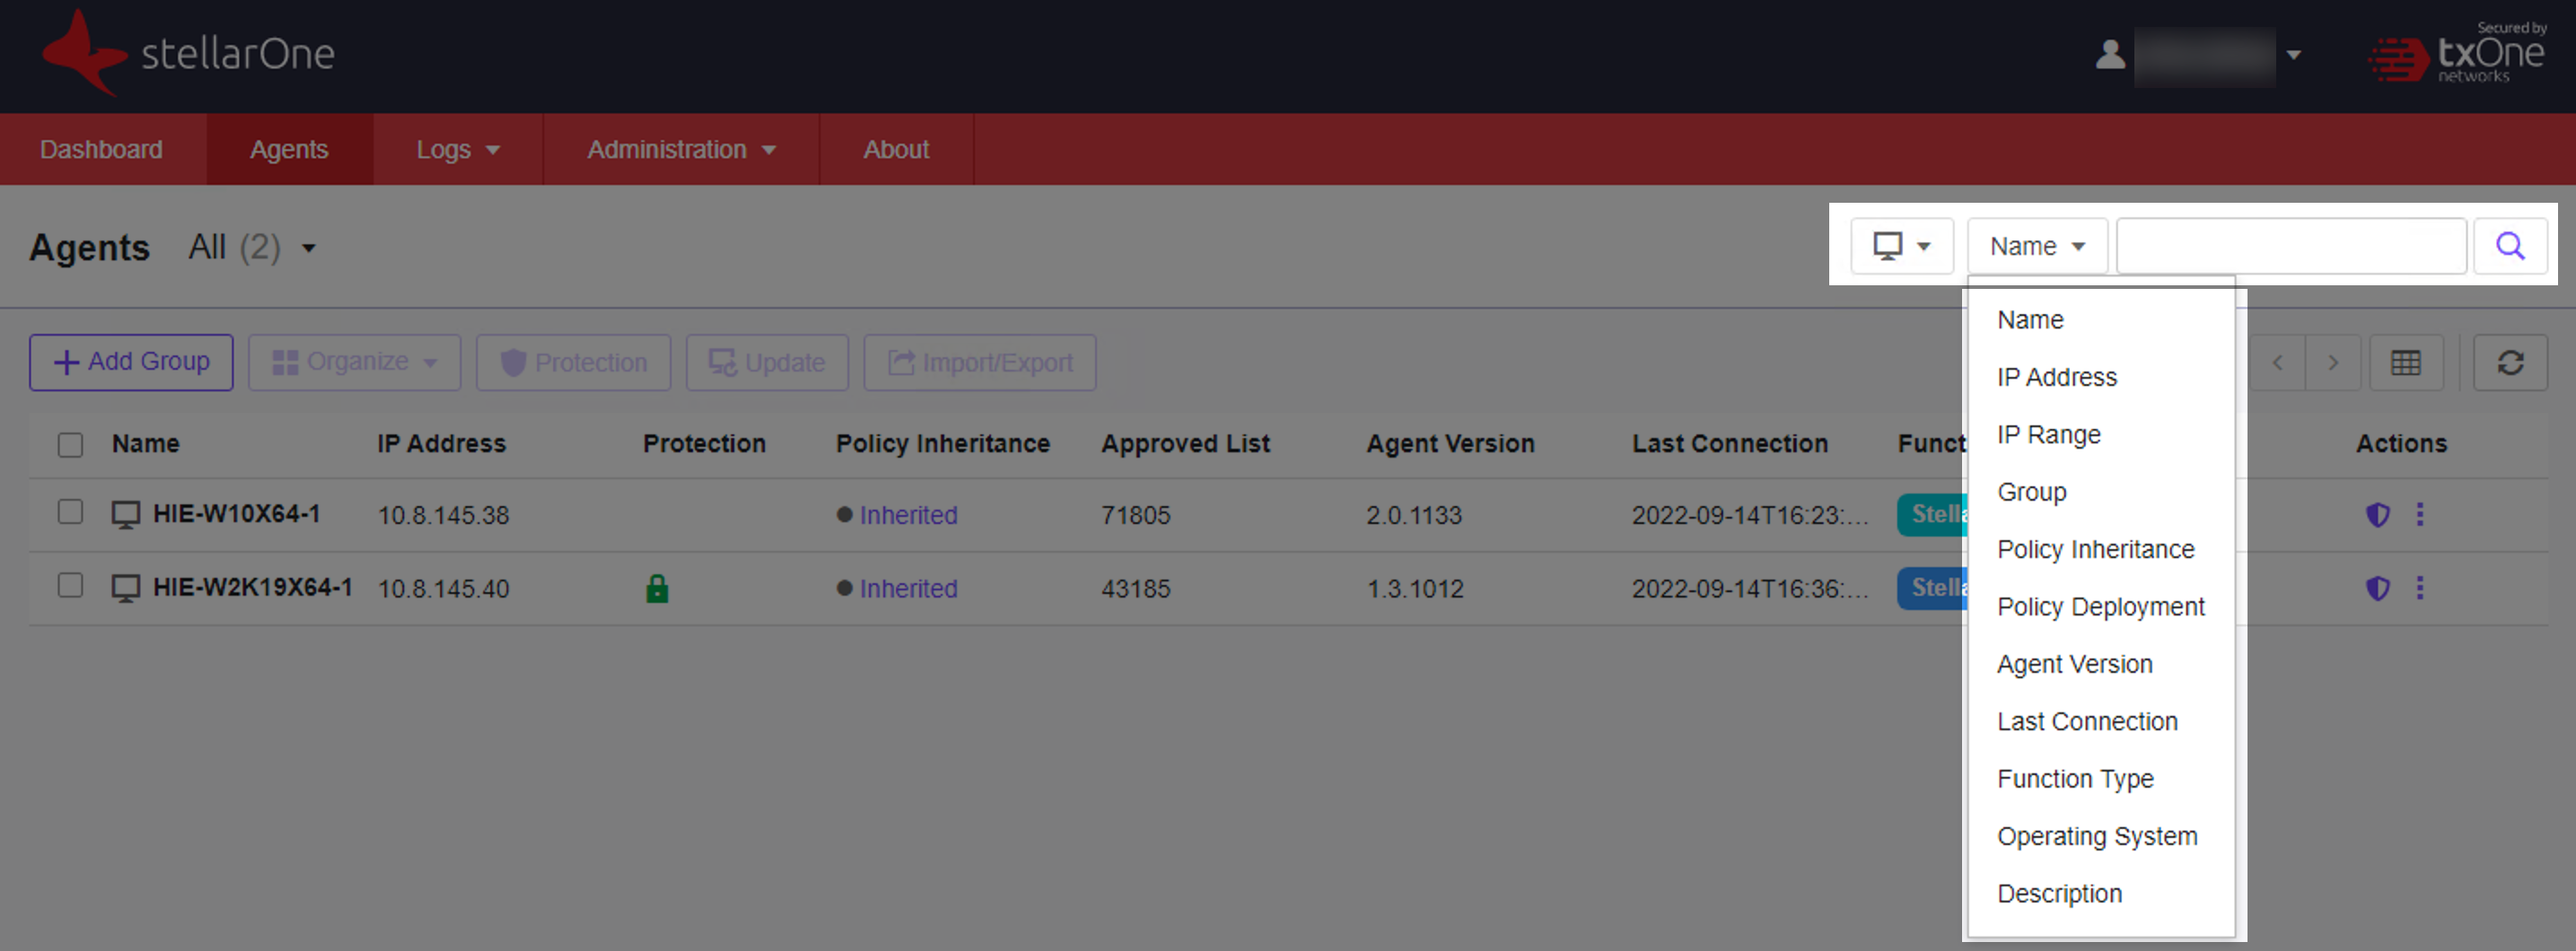 stellarOne
Secured by
txOne
networks
Dashboard Agents Logs Administration About
Agents All (2)
Name
Add Group Organize Protection Update Import/Export
Name
IP Address
IP Range
Group
Policy Inheritance
Policy Deployment
Agent Version
Last Connection
Function Type
Operating System
Description
Name IP Address Protection Policy Inheritance Approved List Agent Version Last Connection Funct Actions
HIE-W10X64-1 10.8.145.38 Inherited 71805 2.0.1133 2022-09-14T16:23:... Stella
HIE-W2K19X64-1 10.8.145.40 Inherited 43185 1.3.1012 2022-09-14T16:36:... Stella